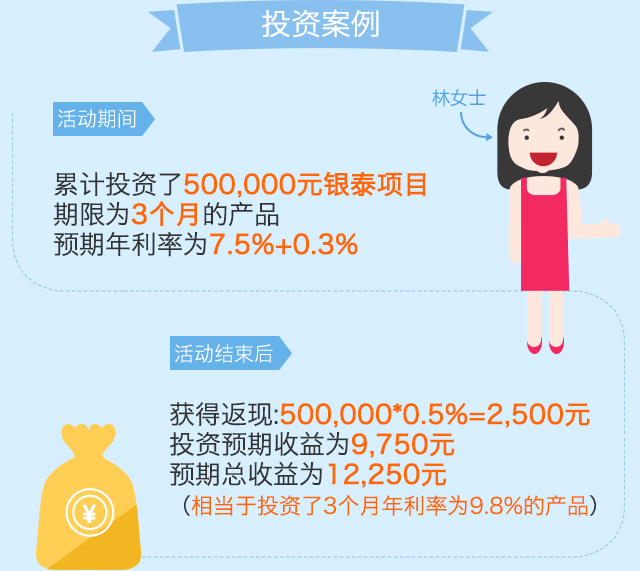 投资案例
林女士
活动期间
累计投资了500,000元银泰项目
期限为3个月的产品
预期年利率为7.5%+0.3%
活动结束后
获得返现:500,000*0.5%=2,500元
投资预期收益为9,750元
预期总收益为12,250元
（相当于投资了3个月年利率为9.8%的产品）
¥